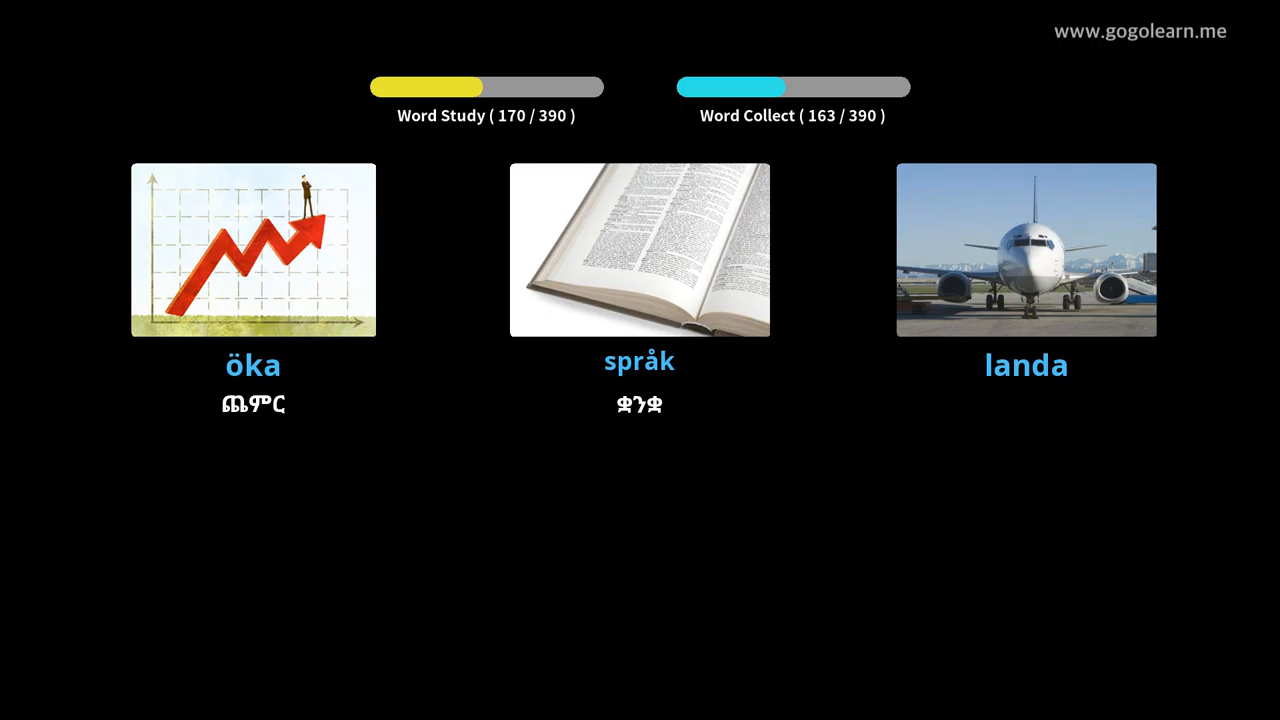 www.gogolearn.me
Word Study ( 170 / 390 )
Word Collect ( 163 / 390 )
öka
språk
landa
ጨምር
ቋንቋ